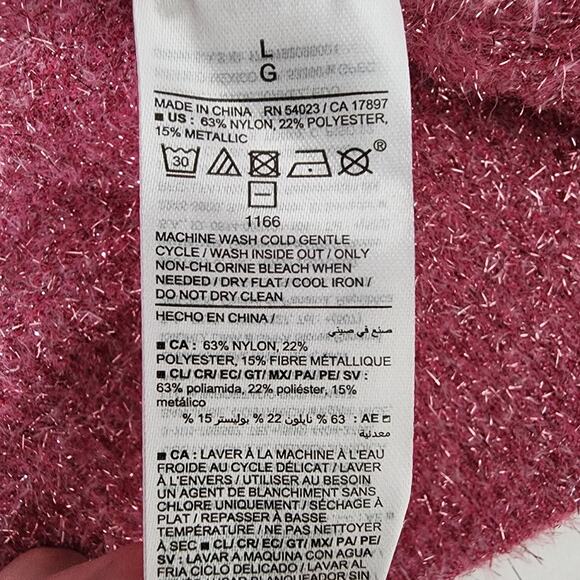 L
G
MADE IN CHINA RN 54023 / CA 17897
■ US : 63% NYLON, 22% POLYESTER,
15% METALLIC
30
®
1166
MACHINE WASH COLD GENTLE
CYCLE / WASH INSIDE OUT / ONLY
NON-CHLORINE BLEACH WHEN
NEEDED / DRY FLAT / COOL IRON /
DO NOT DRY CLEAN
HECHO EN CHINA /
صنع في صيني
■ CA : 63% NYLON, 22%
POLYESTER, 15% FIBRE MÉTALLIQUE
■ CL/ CR/ EC/ GT/ MX/ PA/ PE/ SV :
63% poliamida, 22% poliéster, 15%
metálico
AE : 63 % نايلون 22 % بوليستر 15 %
معدنية
■ CA : LAVER À LA MACHINE À L'EAU
FROIDE AU CYCLE DÉLICAT / LAVER
À L'ENVERS / UTILISER AU BESOIN
UN AGENT DE BLANCHIMENT SANS
CHLORE UNIQUEMENT / SÉCHAGE À
PLAT / REPASSER À BASSE
TEMPÉRATURE / NE PAS NETTOYER
À SEC ■ CL/ CR/ EC/ GT/ MX/ PA/ PE/
SV : LAVAR A MAQUINA CON AGUA
FRIA CICLO DELICADO / LAVAR AL
BLANQUEADOR SIN